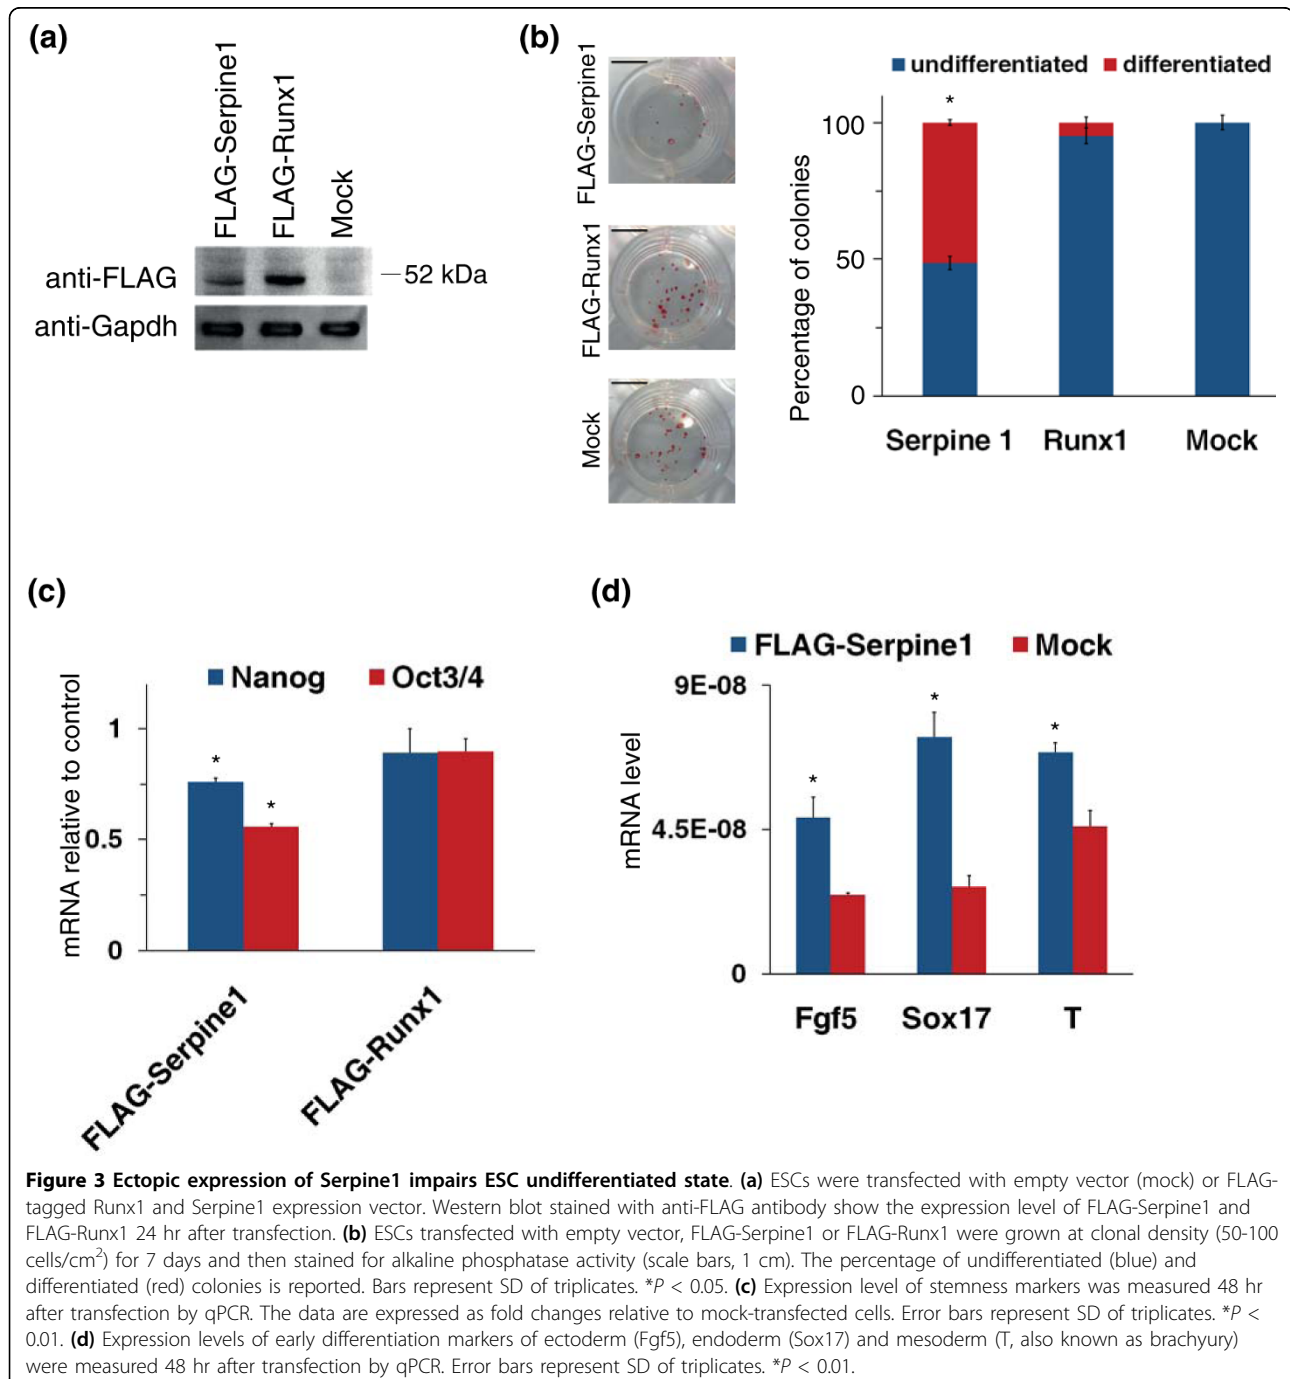 (a)
FLAG-Serpine1
FLAG-Runx1
Mock
anti-FLAG
52 kDa
anti-Gapdh
(b)
FLAG-Serpine1
FLAG-Runx1
Mock
undifferentiated differentiated
Percentage of colonies
100
50
0
*
Serpine 1 Runx1 Mock
(c)
Nanog Oct3/4
mRNA relative to control
1
0.5
0
*
*
FLAG-Serpine1
FLAG-Runx1
(d)
FLAG-Serpine1 Mock
mRNA level
9E-08
4.5E-08
0
*
*
*
Fgf5 Sox17 T
Figure 3 Ectopic expression of Serpine1 impairs ESC undifferentiated state. (a) ESCs were transfected with empty vector (mock) or FLAG-
tagged Runx1 and Serpine1 expression vector. Western blot stained with anti-FLAG antibody show the expression level of FLAG-Serpine1 and
FLAG-Runx1 24 hr after transfection. (b) ESCs transfected with empty vector, FLAG-Serpine1 or FLAG-Runx1 were grown at clonal density (50-100
cells/cm²) for 7 days and then stained for alkaline phosphatase activity (scale bars, 1 cm). The percentage of undifferentiated (blue) and
differentiated (red) colonies is reported. Bars represent SD of triplicates. *P < 0.05. (c) Expression level of stemness markers was measured 48 hr
after transfection by qPCR. The data are expressed as fold changes relative to mock-transfected cells. Error bars represent SD of triplicates. *P <
0.01. (d) Expression levels of early differentiation markers of ectoderm (Fgf5), endoderm (Sox17) and mesoderm (T, also known as brachyury)
were measured 48 hr after transfection by qPCR. Error bars represent SD of triplicates. *P < 0.01.